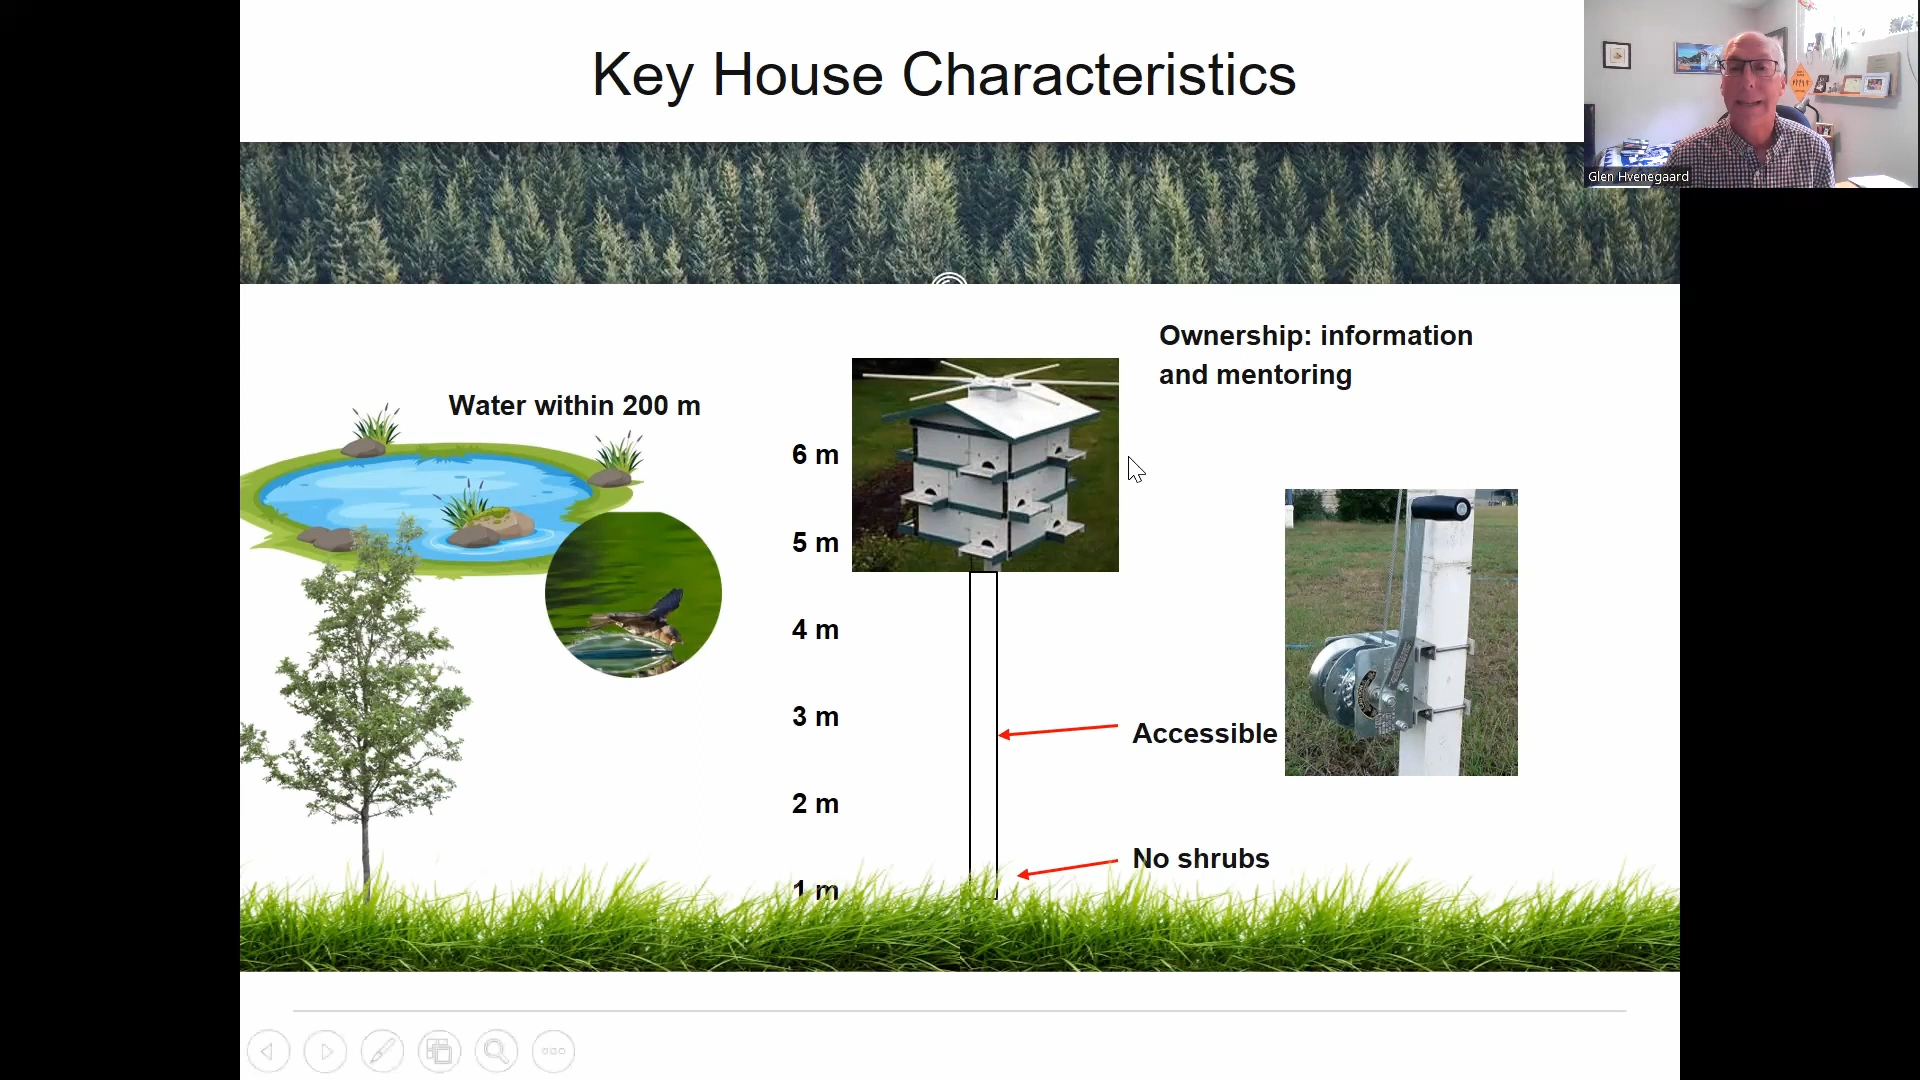 Key House Characteristics
Glen Hvenegaard
Ownership: information
and mentoring
Water within 200 m
6 m
5 m
4 m
3 m
Accessible
2 m
No shrubs
1 m